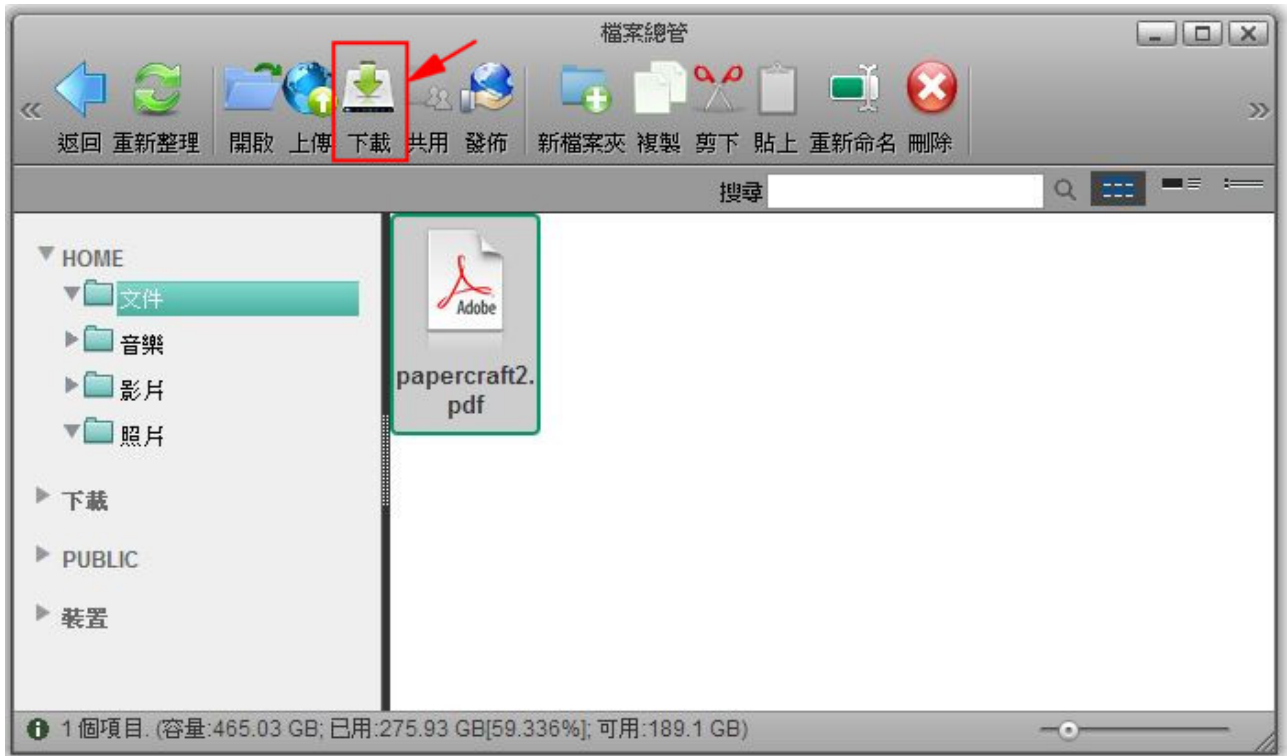 檔案總管
返回 重新整理 開啟 上傳 下載 共用 發佈 新檔案夾 複製 剪下 貼上 重新命名 刪除
搜尋
HOME
文件
音樂
影片
照片
下載
PUBLIC
裝置
Adobe
papercraft2.
pdf
1 個項目. (容量:465.03 GB; 已用:275.93 GB[59.336%]; 可用:189.1 GB)